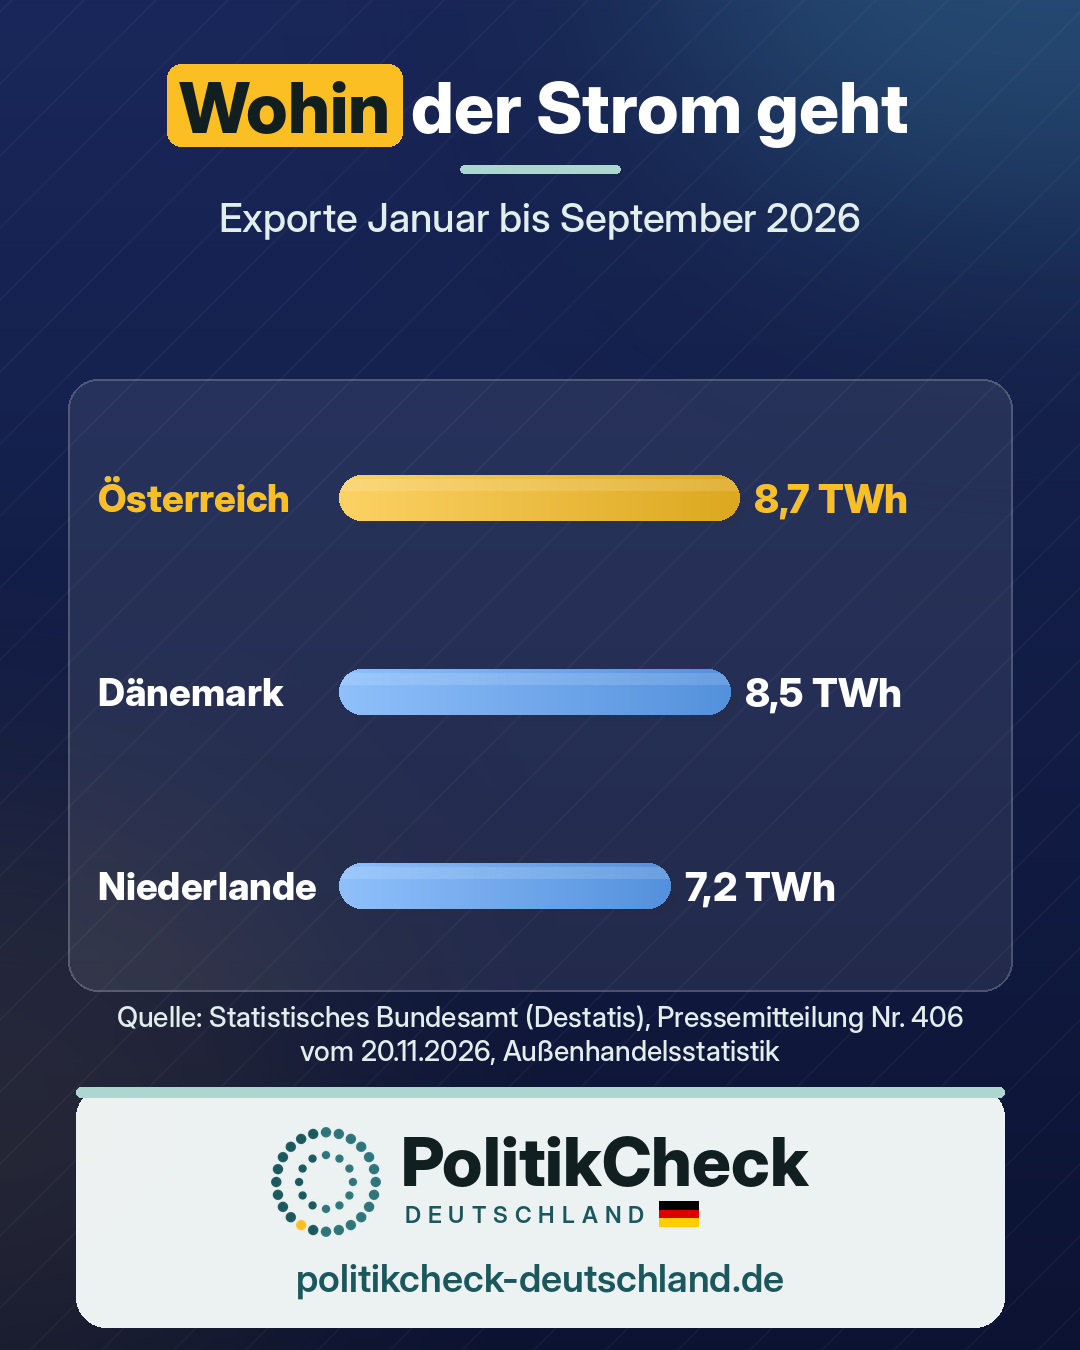 Wohin der Strom geht
Exporte Januar bis September 2026
Österreich 8,7 TWh
Dänemark 8,5 TWh
Niederlande 7,2 TWh
Quelle: Statistisches Bundesamt (Destatis), Pressemitteilung Nr. 406
vom 20.11.2026, Außenhandelsstatistik
PolitikCheck
DEUTSCHLAND
politikcheck-deutschland.de